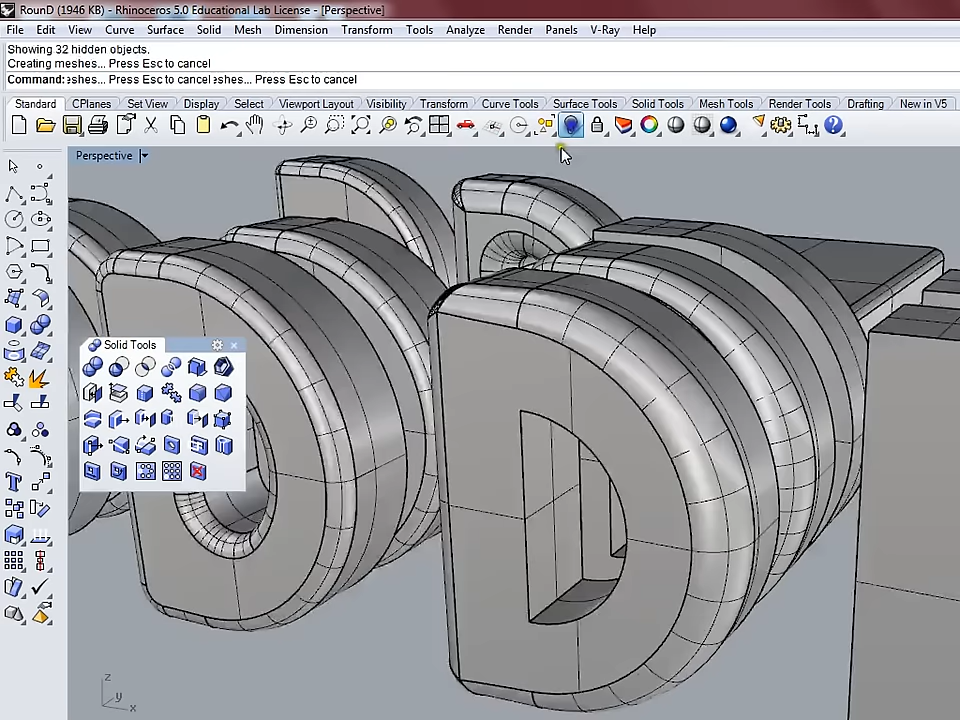 RounD (1946 KB) - Rhinoceros 5.0 Educational Lab License - [Perspective]
File Edit View Curve Surface Solid Mesh Dimension Transform Tools Analyze Render Panels V-Ray Help
Showing 32 hidden objects.
Creating meshes... Press Esc to cancel
Command: eshes... Press Esc to cancel eshes... Press Esc to cancel
Standard CPlanes Set View Display Select Viewport Layout Visibility Transform Curve Tools Surface Tools Solid Tools Mesh Tools Render Tools Drafting New in V5
Perspective
Solid Tools
z
y
x